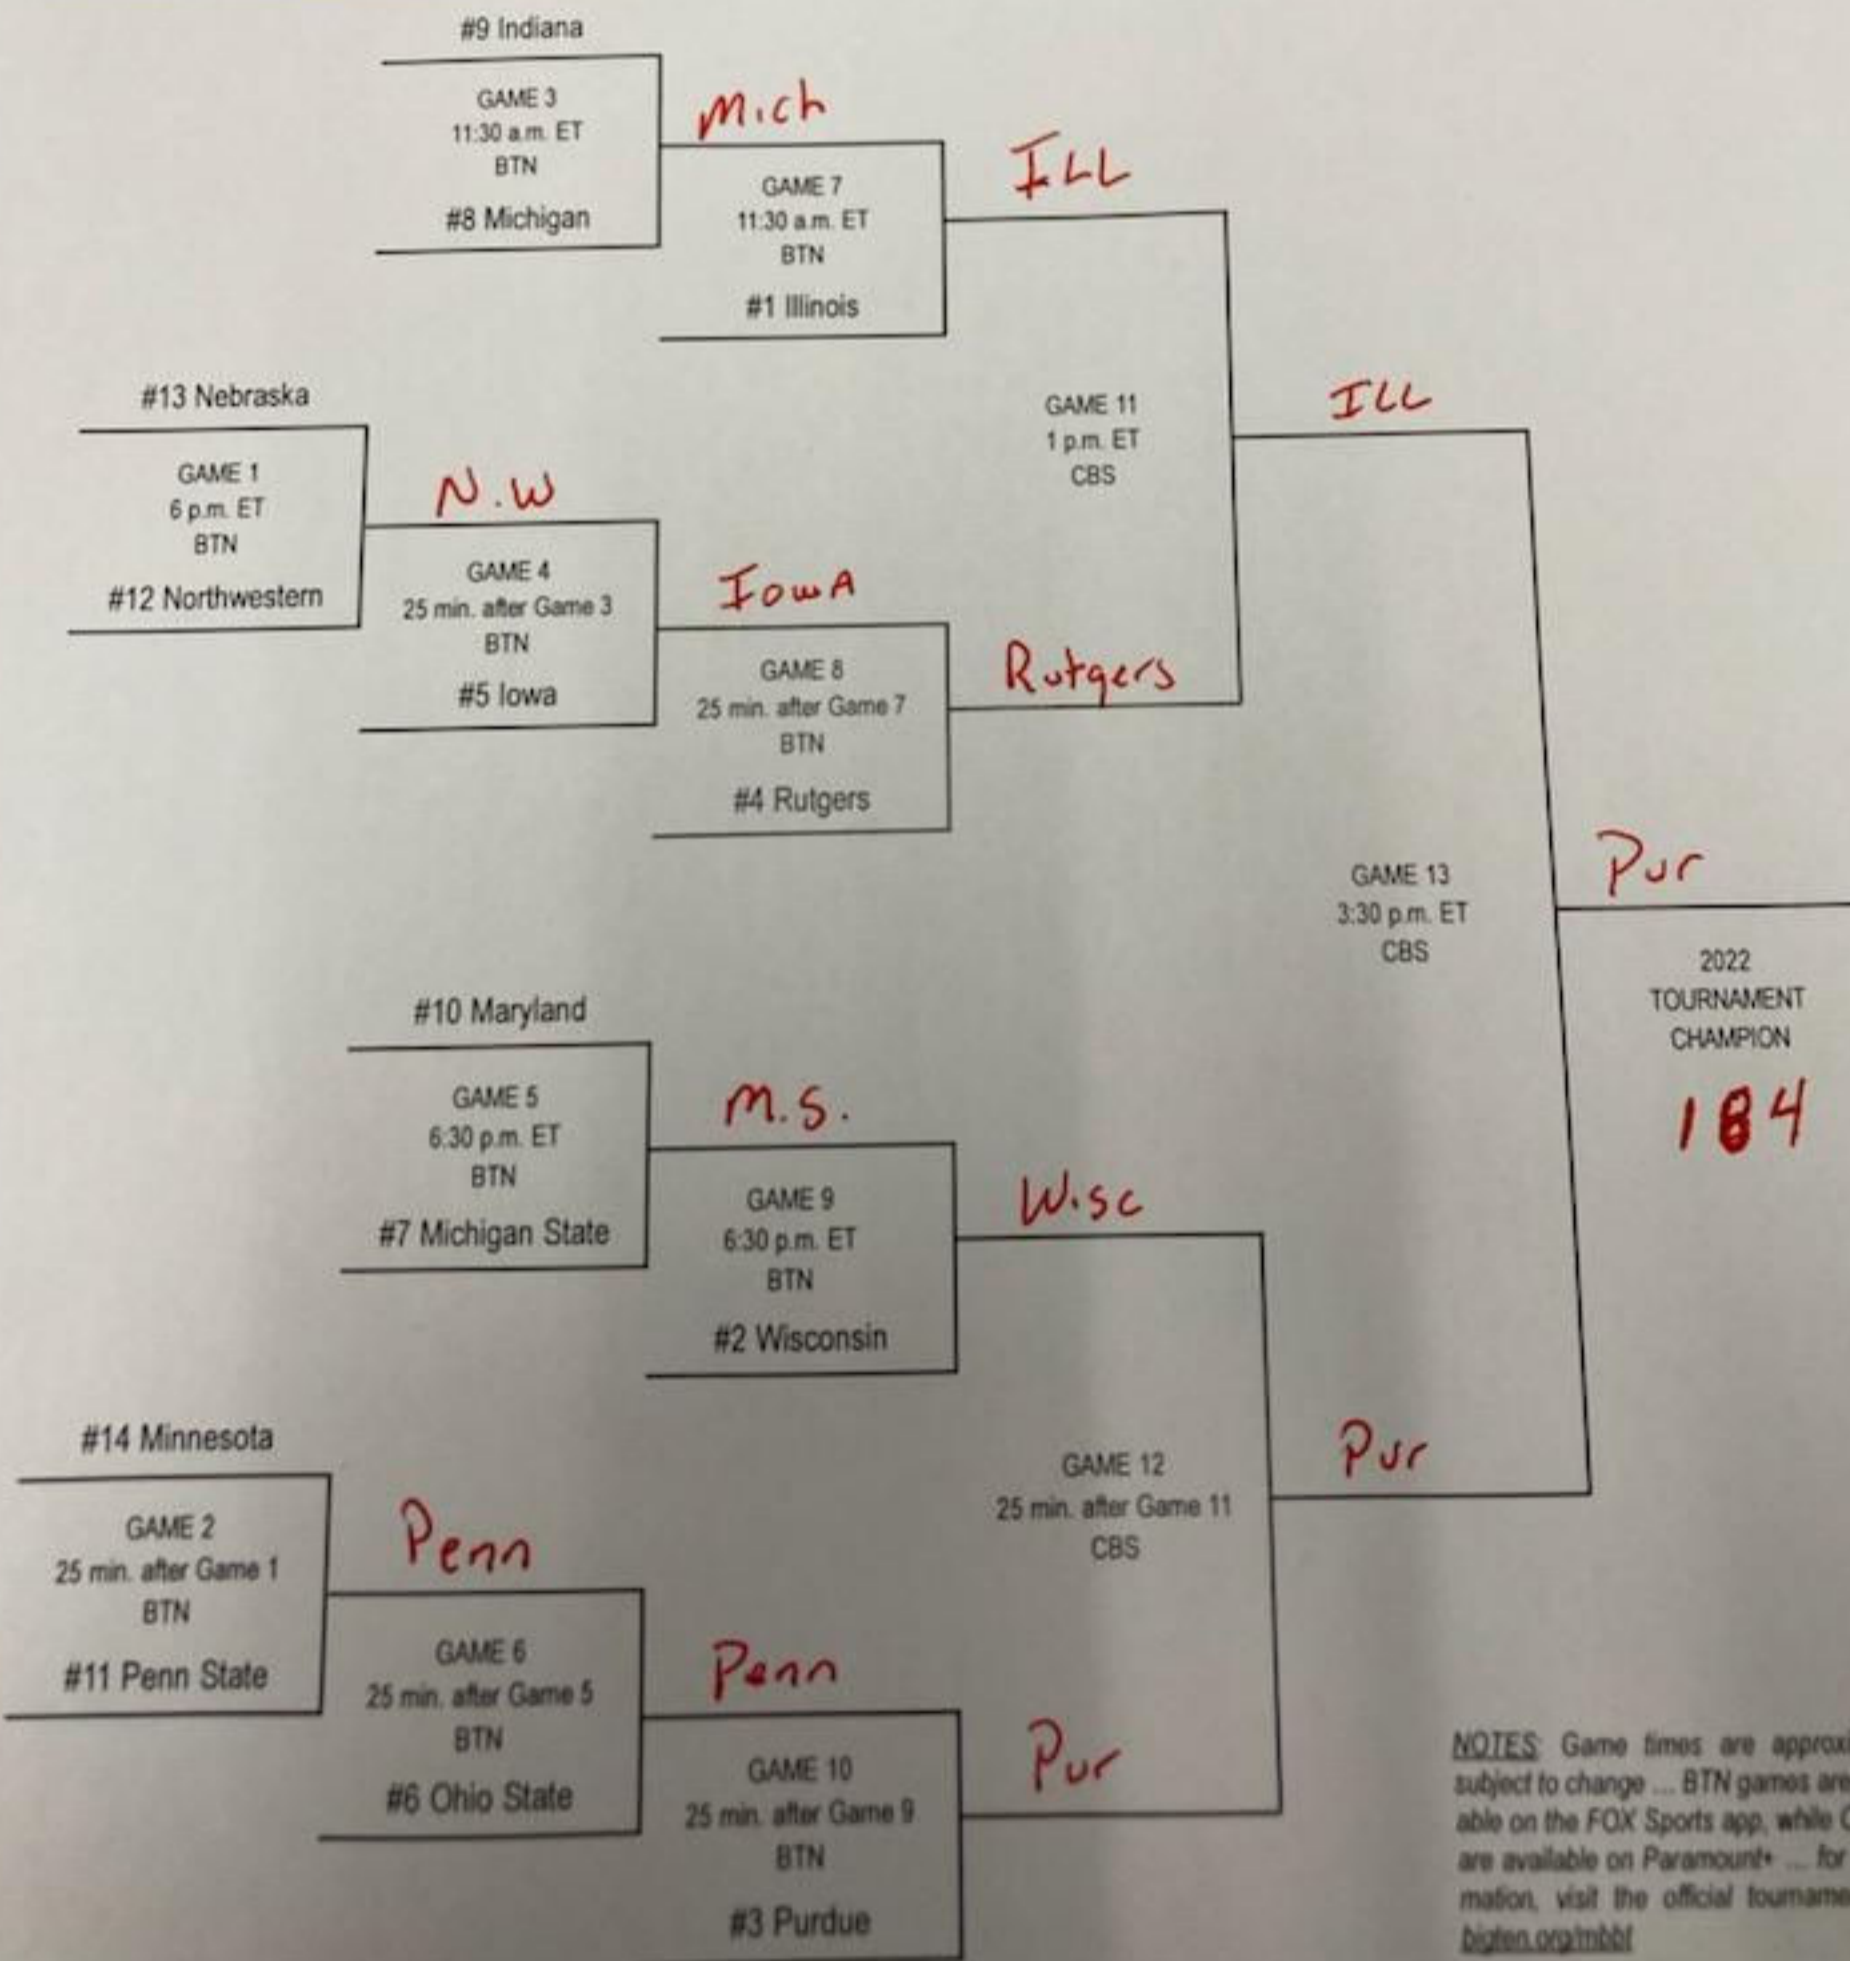 #9 Indiana
GAME 3
11:30 a.m. ET
BTN
#8 Michigan
Mich
GAME 7
11:30 a.m. ET
BTN
#1 Illinois
ILL
#13 Nebraska
GAME 1
6 p.m. ET
BTN
#12 Northwestern
N.W
GAME 4
25 min. after Game 3
BTN
#5 Iowa
IowA
GAME 8
25 min. after Game 7
BTN
#4 Rutgers
Rutgers
GAME 11
1 p.m. ET
CBS
ILL
GAME 13
3:30 p.m. ET
CBS
Pur
2022
TOURNAMENT
CHAMPION
184
#10 Maryland
GAME 5
6:30 p.m. ET
BTN
#7 Michigan State
M.S.
GAME 9
6:30 p.m. ET
BTN
#2 Wisconsin
Wisc
#14 Minnesota
GAME 2
25 min. after Game 1
BTN
#11 Penn State
Penn
GAME 6
25 min. after Game 5
BTN
#6 Ohio State
Penn
GAME 10
25 min. after Game 9
BTN
#3 Purdue
Pur
GAME 12
25 min. after Game 11
CBS
Pur
NOTES: Game times are approxi
subject to change ... BTN games are
able on the FOX Sports app, while C
are available on Paramount+ ... for
mation, visit the official tourname
bigten.org/mbbt